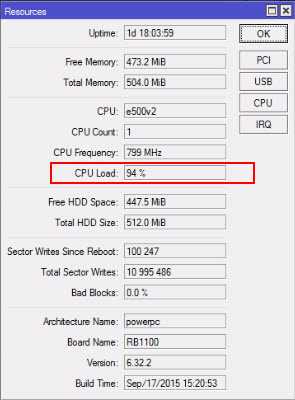 Resources
Uptime: 1d 18:03:59 OK
Free Memory: 473.2 MiB PCI
Total Memory: 504.0 MiB USB
CPU: e500v2 CPU
CPU Count: 1 IRQ
CPU Frequency: 799 MHz
CPU Load: 94 %
Free HDD Space: 447.5 MiB
Total HDD Size: 512.0 MiB
Sector Writes Since Reboot: 100 247
Total Sector Writes: 10 995 486
Bad Blocks: 0.0 %
Architecture Name: powerpc
Board Name: RB1100
Version: 6.32.2
Build Time: Sep/17/2015 15:20:53